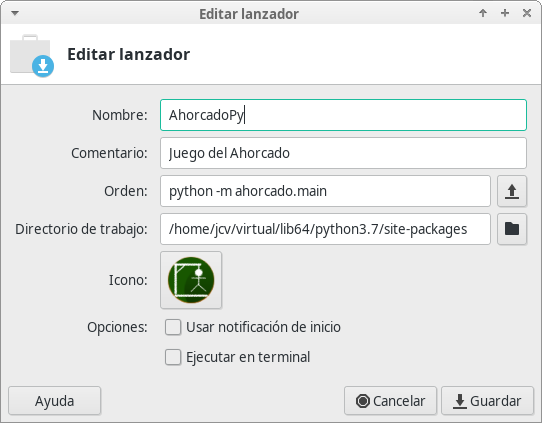 Editar lanzador
Editar lanzador
Nombre: AhorcadoPy
Comentario: Juego del Ahorcado
Orden: python -m ahorcado.main
Directorio de trabajo: /home/jcv/virtual/lib64/python3.7/site-packages
Icono:
Opciones: Usar notificación de inicio
Ejecutar en terminal
Ayuda Cancelar Guardar